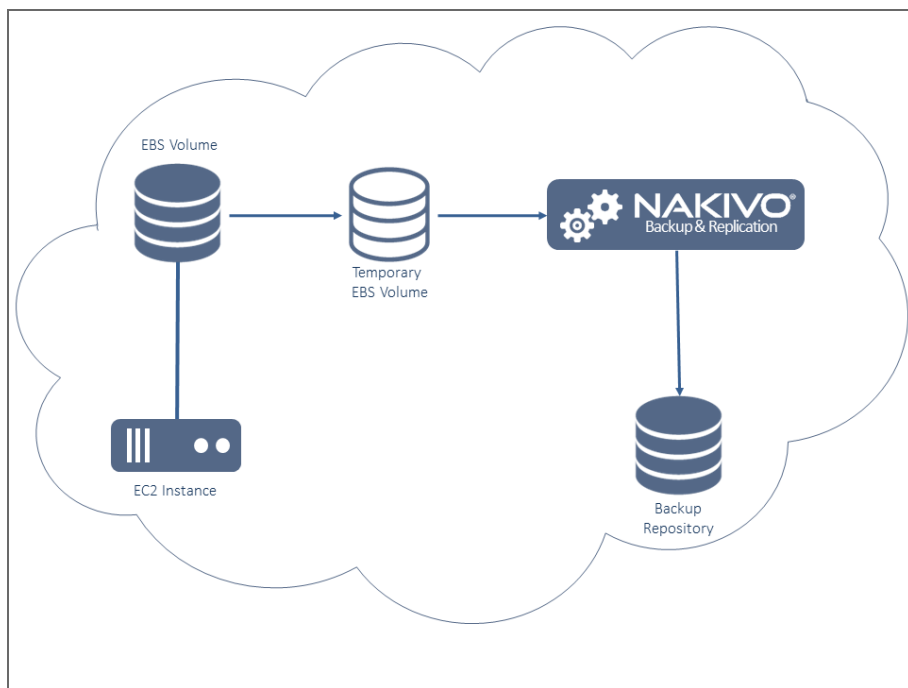 EBS Volume
Temporary
EBS Volume
NAKIVO®
Backup & Replication
EC2 Instance
Backup
Repository